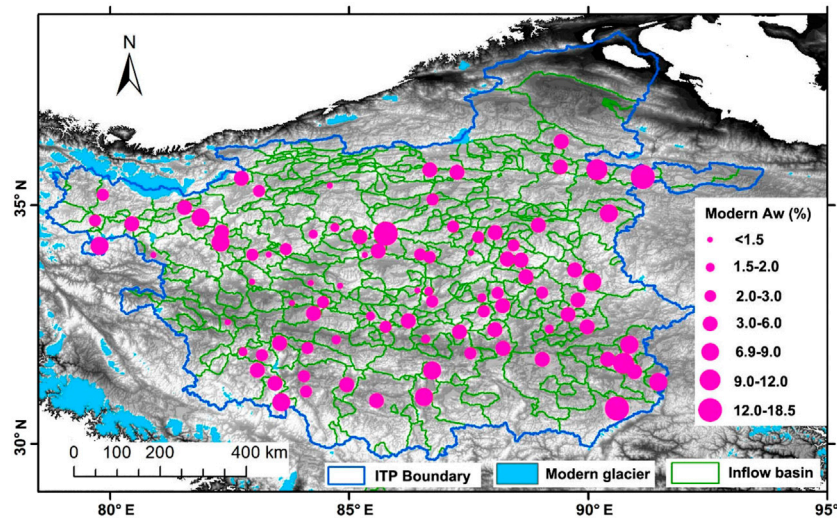 N
35°N
30°N
Modern Aw (%)
<1.5
1.5-2.0
2.0-3.0
3.0-6.0
6.9-9.0
9.0-12.0
12.0-18.5
0 100 200 400 km
ITP Boundary Modern glacier Inflow basin
80° E 85°E 90°E 95°E